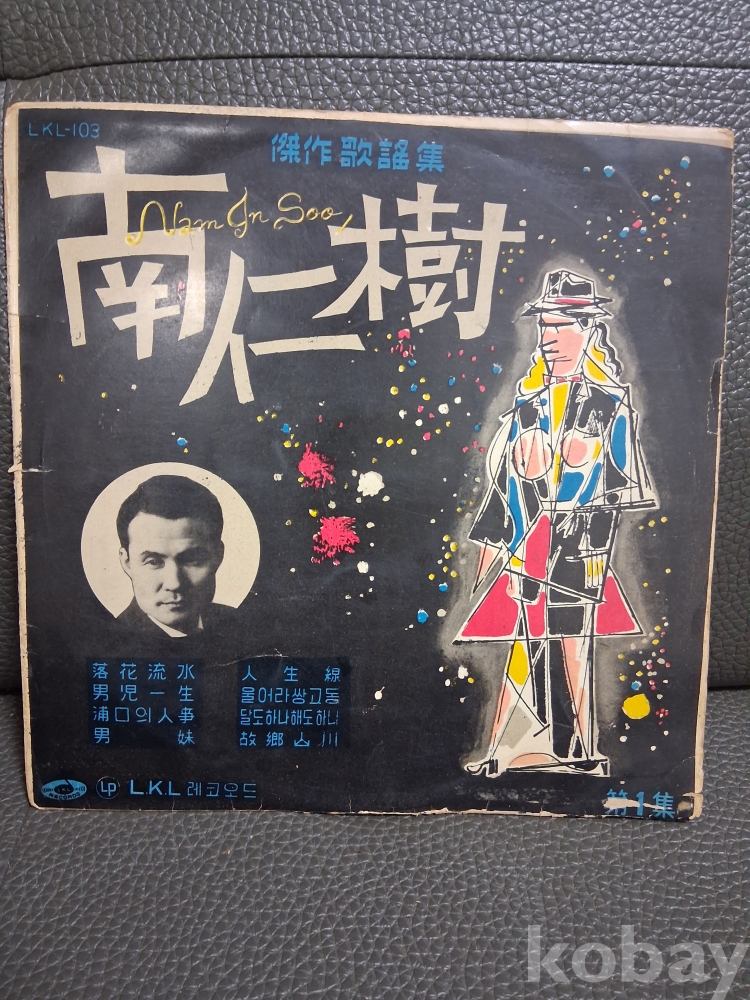 LKL-103
傑作歌謠集
南仁樹
Nam In Soo
落花流水
男児一生
浦口의人事
男妹
人生線
울어라쌍고동
달도하나해도하나
故鄕山川
LP L.K.L 레코오드
第1集
kobay